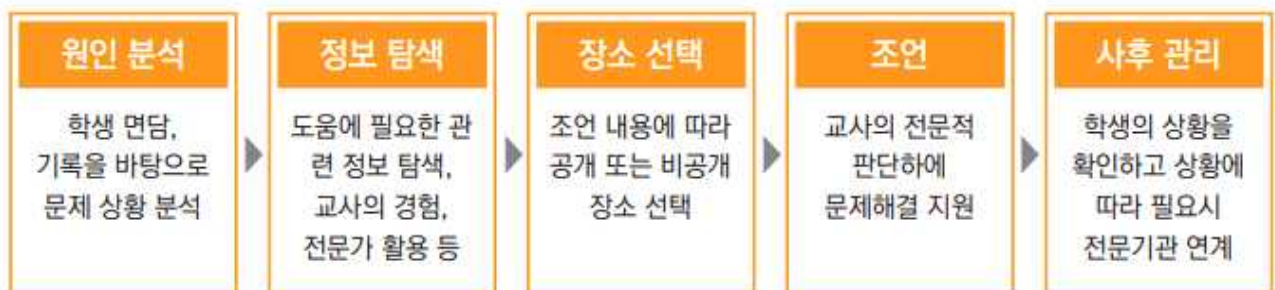 원인 분석
학생 면담,
기록을 바탕으로
문제 상황 분석
정보 탐색
도움에 필요한 관
련 정보 탐색,
교사의 경험,
전문가 활용 등
장소 선택
조언 내용에 따라
공개 또는 비공개
장소 선택
조언
교사의 전문적
판단하에
문제해결 지원
사후 관리
학생의 상황을
확인하고 상황에
따라 필요시
전문기관 연계